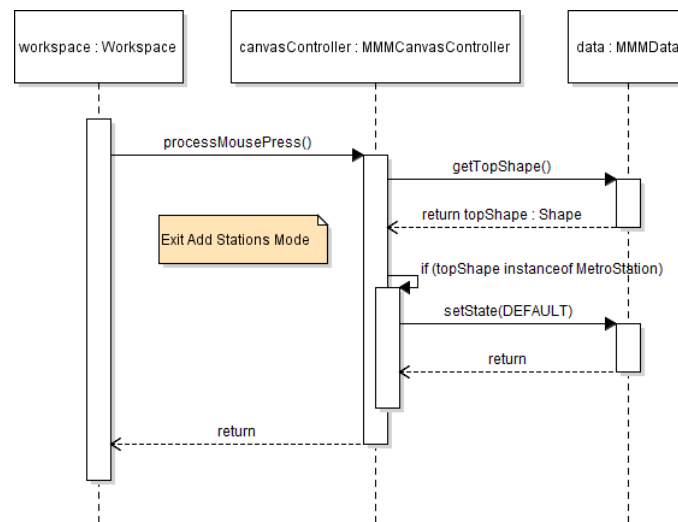 workspace : Workspace
canvasController : MMMCanvasController
data : MMMData
processMousePress()
getTopShape()
return topShape : Shape
Exit Add Stations Mode
if (topShape instanceof MetroStation)
setState(DEFAULT)
return
return